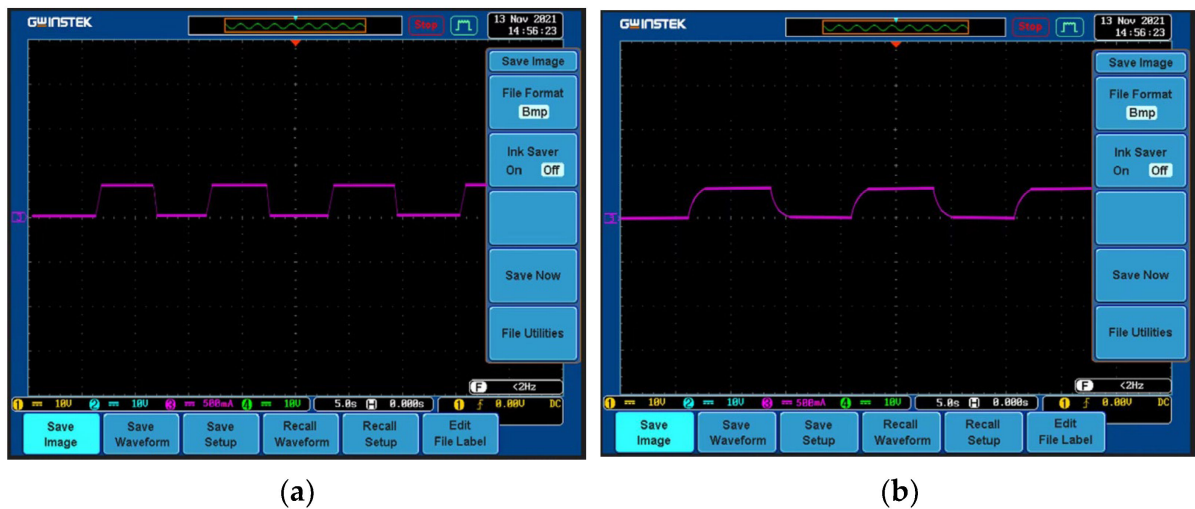 GWINSTEK
Stop
13 Nov 2021
14:56:23
Save Image
File Format
Bmp
Ink Saver
On Off
Save Now
File Utilities
F <2Hz
1 10V 2 10V 3 500mA 4 10V 5.0s H 0.000s 1 0.00V DC
Save Image
Save Waveform
Save Setup
Recall Waveform
Recall Setup
Edit File Label
(a)
GWINSTEK
Stop
13 Nov 2021
14:56:23
Save Image
File Format
Bmp
Ink Saver
On Off
Save Now
File Utilities
F <2Hz
1 10V 2 10V 3 500mA 4 10V 5.0s H 0.000s 1 0.00V DC
Save Image
Save Waveform
Save Setup
Recall Waveform
Recall Setup
Edit File Label
(b)